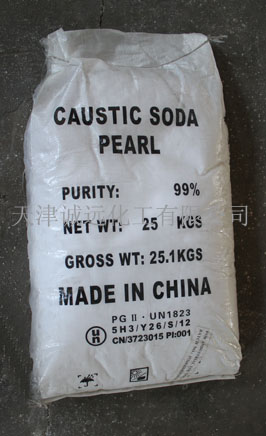 CAUSTIC SODA
PEARL
PURITY: 99%
天津诚远化工有限公司
NET WT: 25 KGS
GROSS WT: 25.1KGS
MADE IN CHINA
PG II · UN1823
un 5H3/Y26/S/12
CN/3723015 PI:001